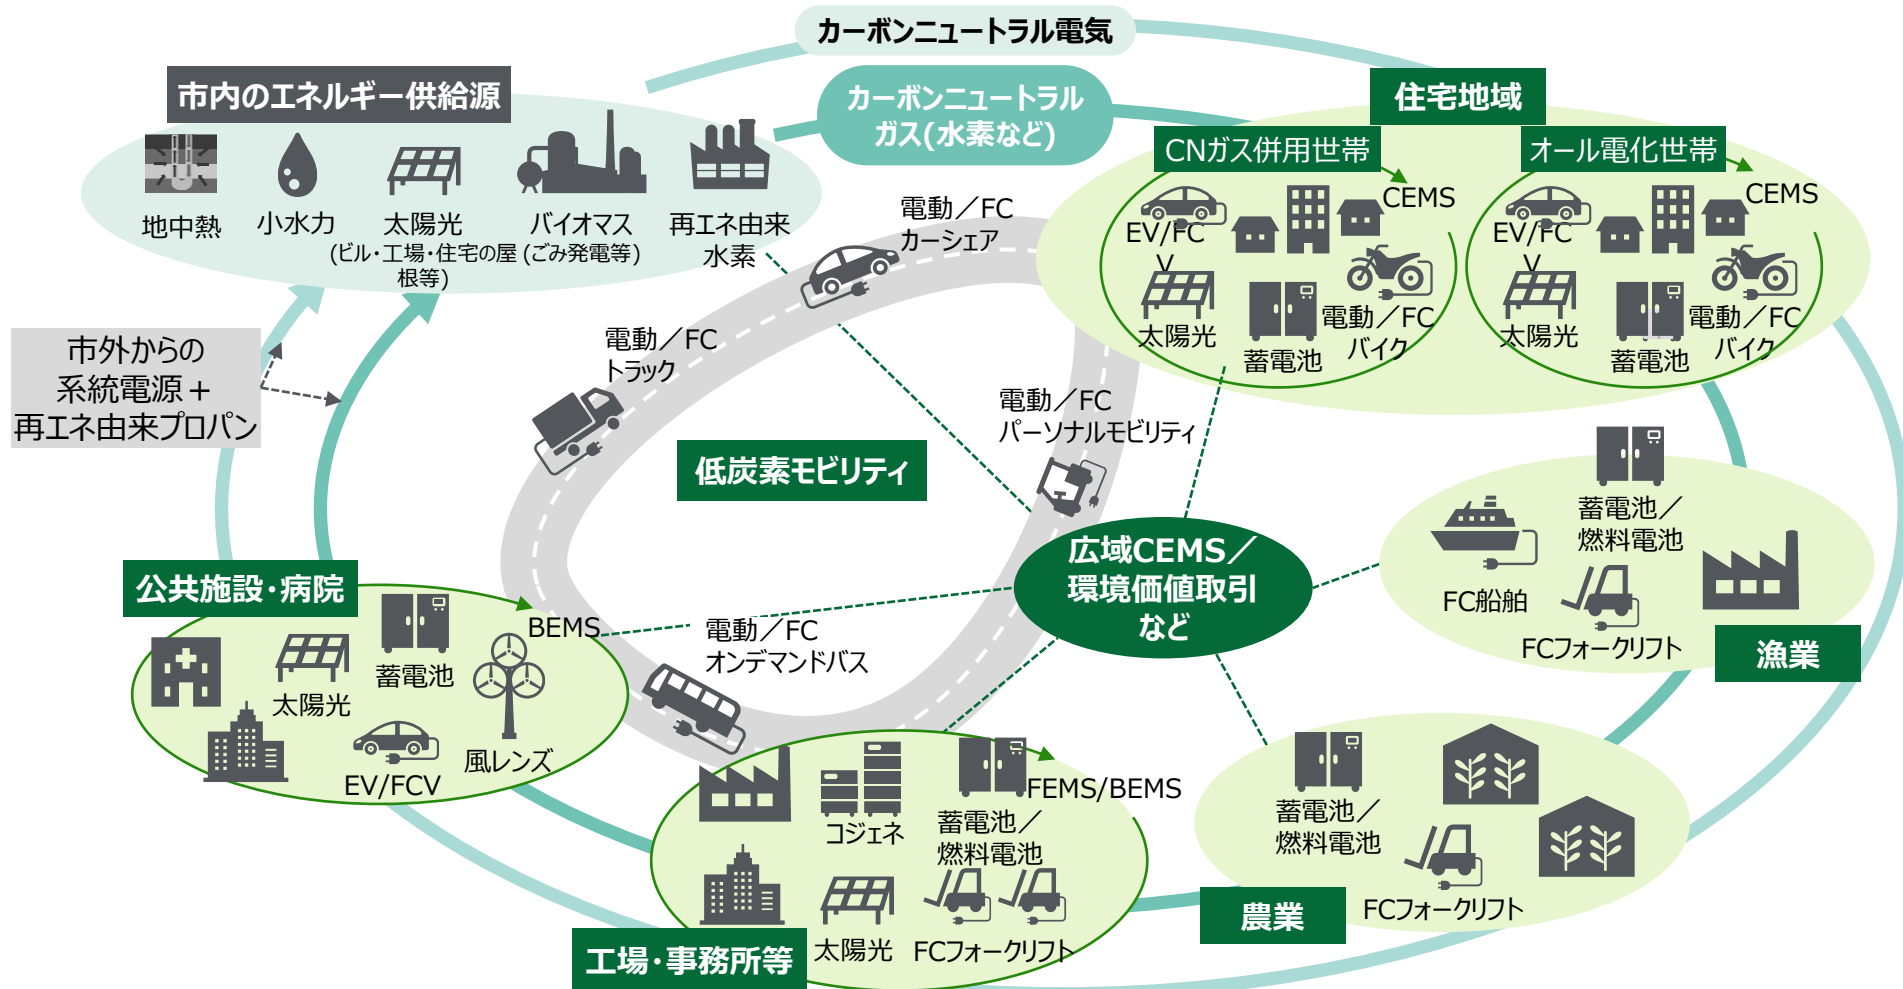 カーボンニュートラル電気
カーボンニュートラル
ガス(水素など)
市内のエネルギー供給源
地中熱
小水力
太陽光
(ビル・工場・住宅の屋
根等)
バイオマス
(ごみ発電等)
再エネ由来
水素
市外からの
系統電源＋
再エネ由来プロパン
住宅地域
CNガス併用世帯
CEMS
EV/FC
V
太陽光
蓄電池
電動／FC
バイク
オール電化世帯
CEMS
EV/FC
V
太陽光
蓄電池
電動／FC
バイク
電動／FC
カーシェア
電動／FC
トラック
電動／FC
パーソナルモビリティ
低炭素モビリティ
電動／FC
オンデマンドバス
広域CEMS／
環境価値取引
など
蓄電池／
燃料電池
FC船舶
FCフォークリフト
漁業
公共施設・病院
BEMS
太陽光
蓄電池
EV/FCV
風レンズ
工場・事務所等
FEMS/BEMS
コジェネ
蓄電池／
燃料電池
太陽光
FCフォークリフト
農業
蓄電池／
燃料電池
FCフォークリフト